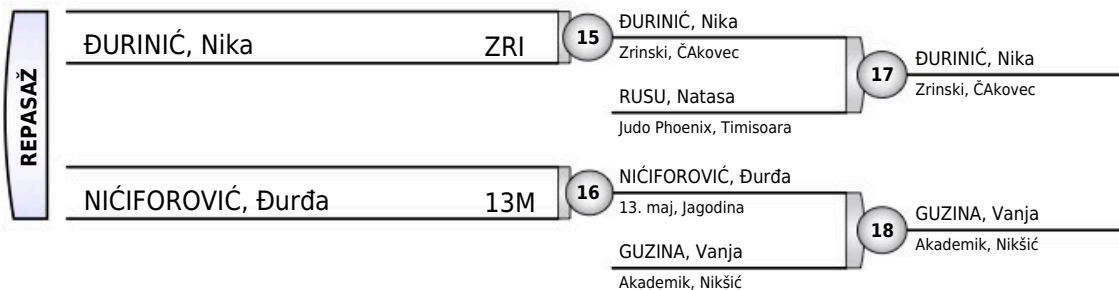 REPASAŽ
ĐURINIĆ, Nika ZRI
15
ĐURINIĆ, Nika
Zrinski, ČAkovec
RUSU, Natasa
Judo Phoenix, Timisoara
17
ĐURINIĆ, Nika
Zrinski, ČAkovec
NIĆIFOROVIĆ, Đurđa 13M
16
NIĆIFOROVIĆ, Đurđa
13. maj, Jagodina
GUZINA, Vanja
Akademik, Nikšić
18
GUZINA, Vanja
Akademik, Nikšić